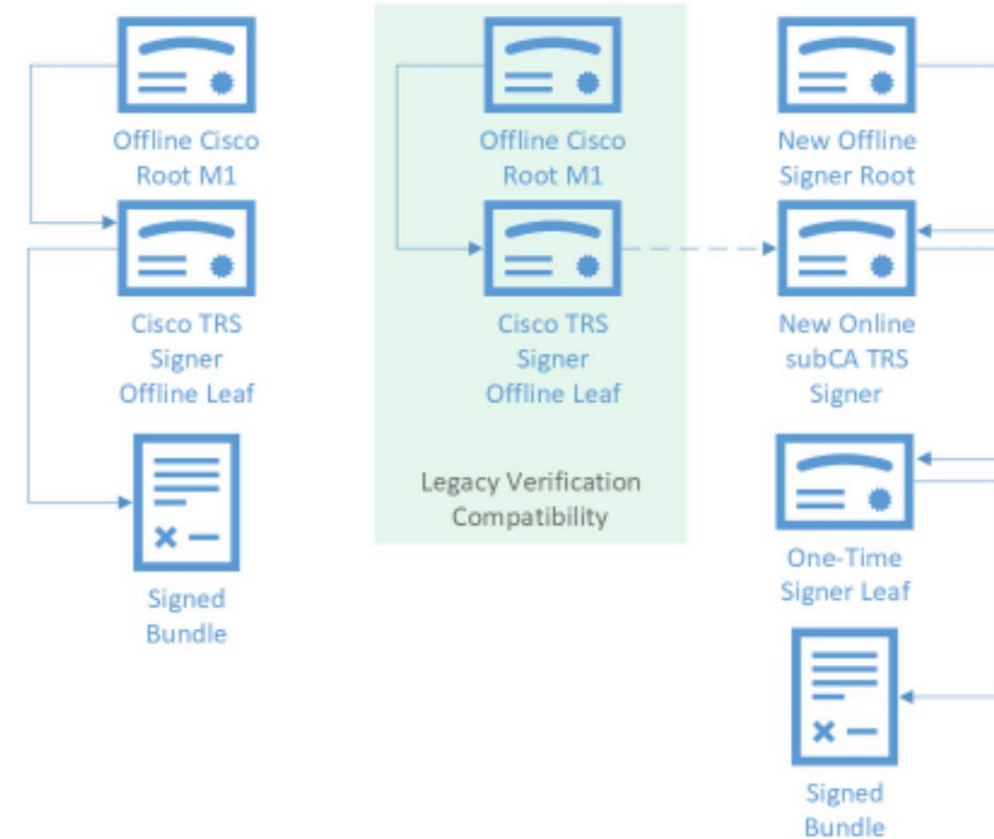 Offline Cisco
Root M1
Cisco TRS
Signer
Offline Leaf
Signed
Bundle
Offline Cisco
Root M1
Cisco TRS
Signer
Offline Leaf
Legacy Verification
Compatibility
New Offline
Signer Root
New Online
subCA TRS
Signer
One-Time
Signer Leaf
Signed
Bundle